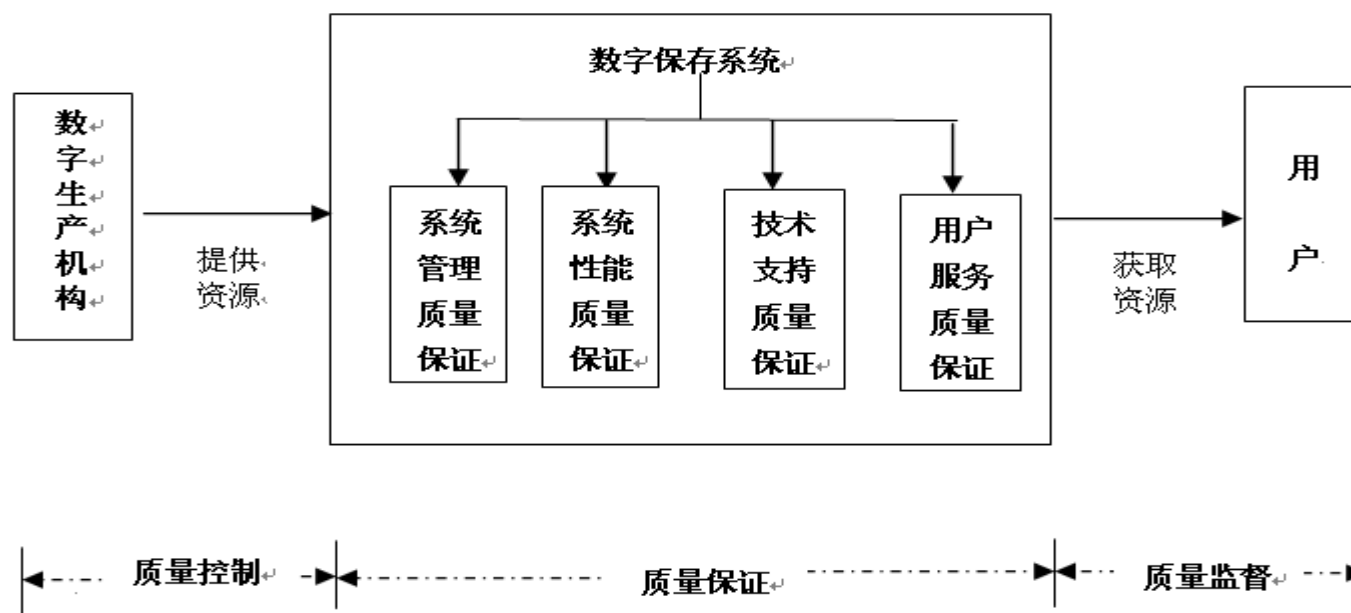 数字保存系统
数
字
生
产
机
构
提供
资源
系统
管理
质量
保证
系统
性能
质量
保证
技术
支持
质量
保证
用户
服务
质量
保证
获取
资源
用
户
质量控制
质量保证
质量监督